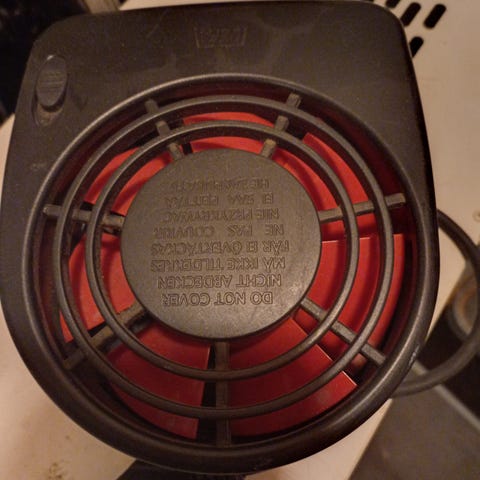 DO NOT COVER
NICHT ABDECKEN
MÅ IKKE TILDEKKES
FÅR EJ ÖVERTÄCKAS
NE PAS COUVRIR
NIE PRZYKRYWAĆ
EI SAA PEITTÄÄ